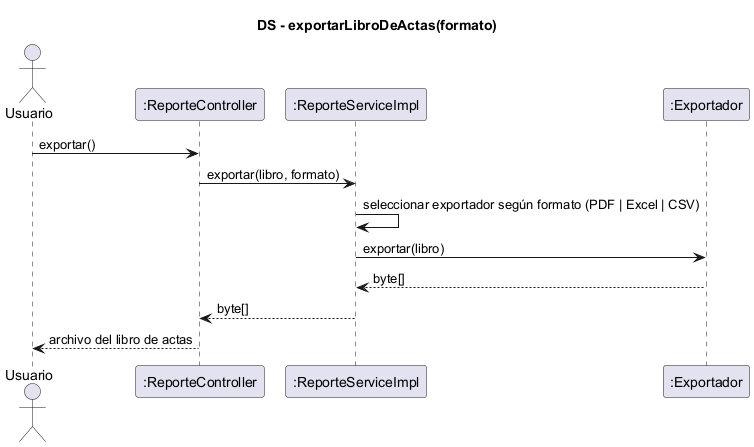 DS - exportarLibroDeActas(formato)
Usuario
:ReporteController
:ReporteServiceImpl
:Exportador
exportar()
exportar(libro, formato)
seleccionar exportador según formato (PDF | Excel | CSV)
exportar(libro)
byte[]
byte[]
archivo del libro de actas
Usuario
:ReporteController
:ReporteServiceImpl
:Exportador